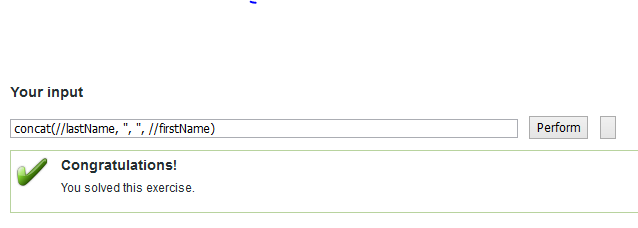 Your input
concat(//lastName, ", ", //firstName)
Perform
Congratulations!
You solved this exercise.